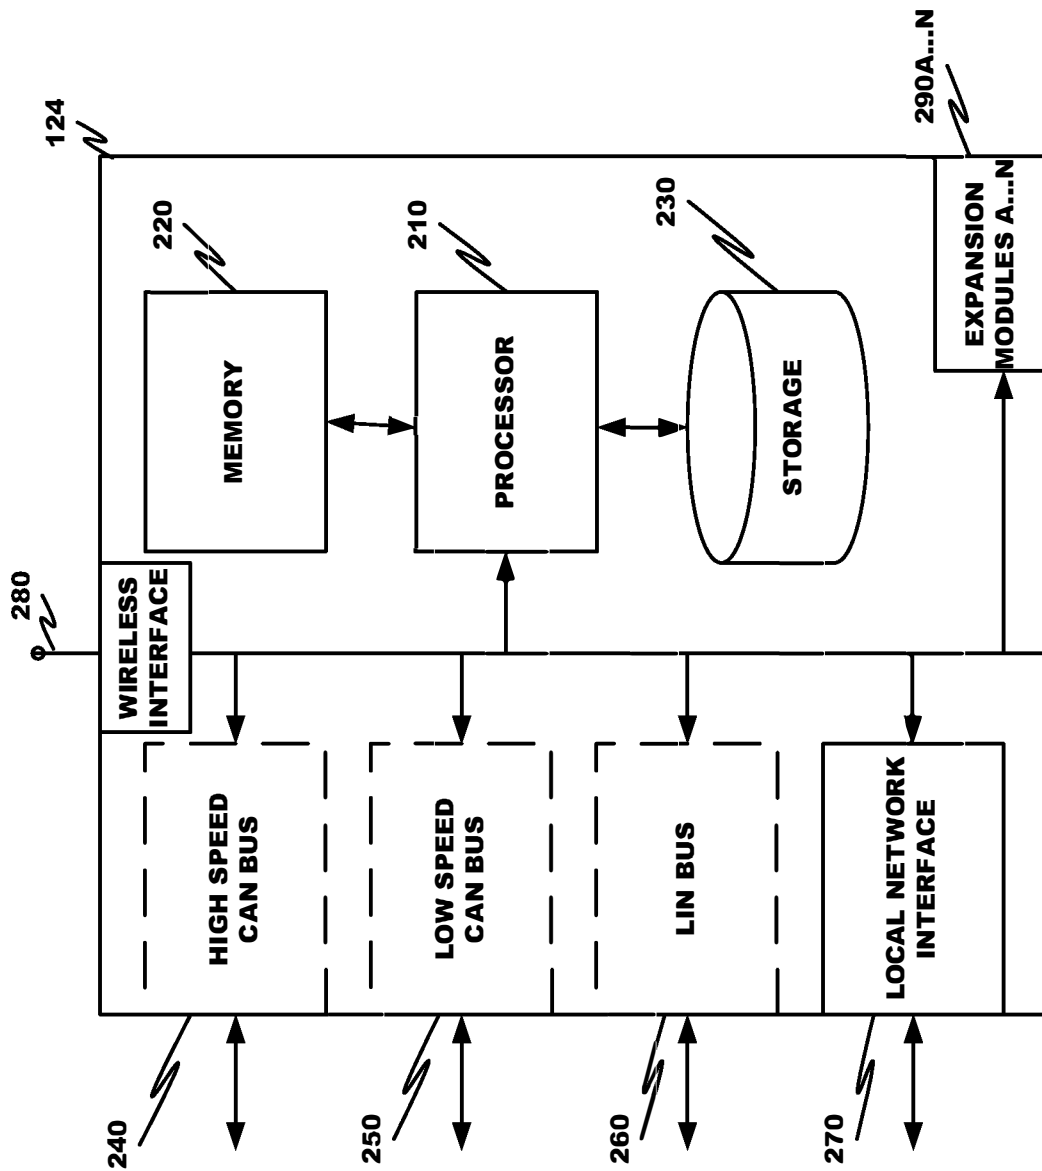 124
220
MEMORY
210
PROCESSOR
230
STORAGE
290A...N
EXPANSION
MODULES A...N
280
WIRELESS
INTERFACE
240
HIGH SPEED
CAN BUS
250
LOW SPEED
CAN BUS
260
LIN BUS
270
LOCAL NETWORK
INTERFACE